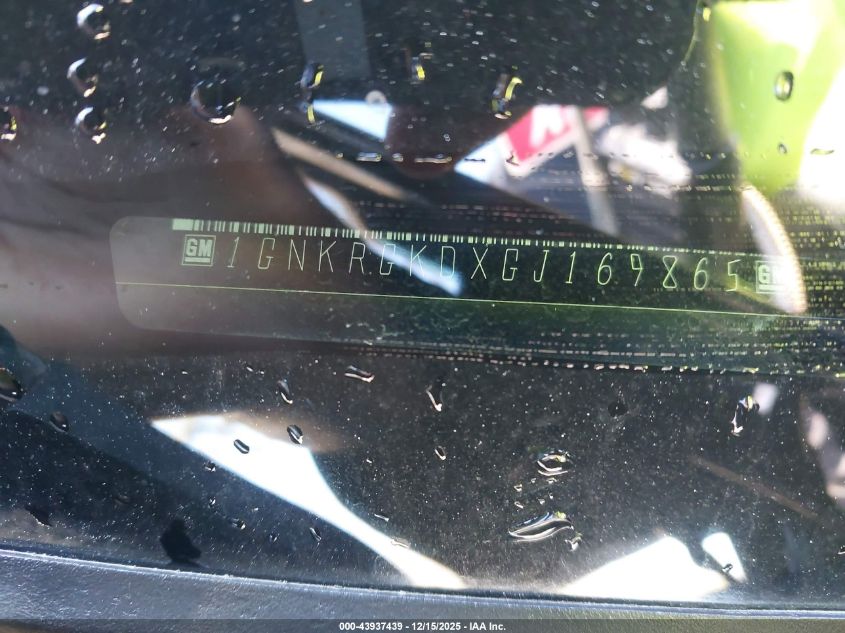 GM 1GNKRGKDXGJ169865 GM
000-43937439 - 12/15/2025 - IAA Inc.